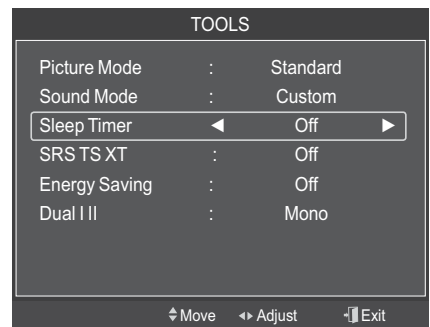 TOOLS
Picture Mode : Standard
Sound Mode : Custom
Sleep Timer ◀ Off ▶
SRS TS XT : Off
Energy Saving : Off
Dual I II : Mono
Move Adjust Exit